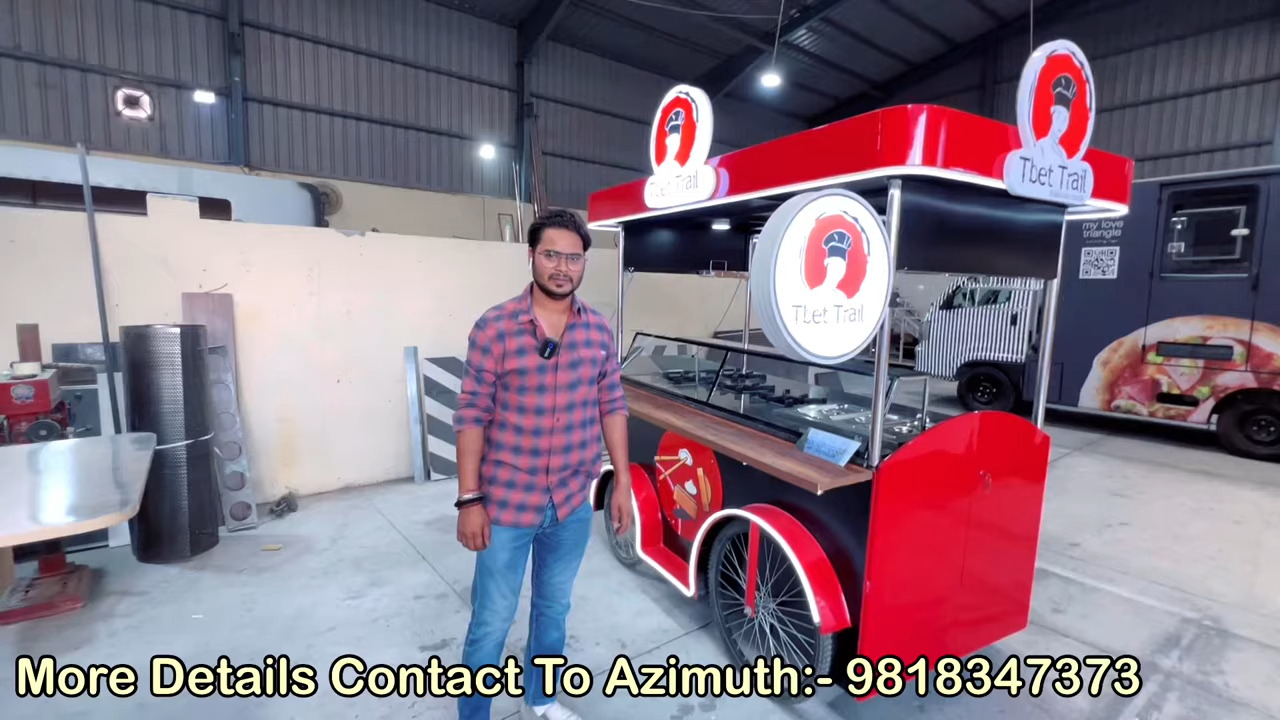 Tbet Trail
Tbet Trail
Tbet Trail
my love
triangle
More Details Contact To Azimuth:- 9818347373